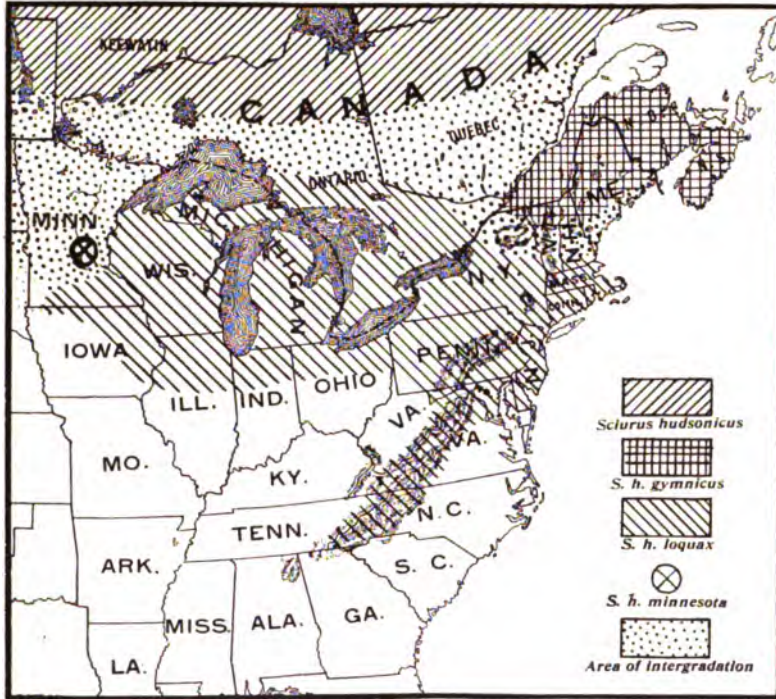 KEEWATIN
CANADA
QUEBEC
ONTARIO
ME.
MINN
MICHIGAN
WIS.
N.Y.
MASS
CONN.
IOWA
PENN
ILL.
IND.
OHIO
VA.
VA.
MO.
KY.
TENN.
N.C.
ARK.
S. C.
MISS.
ALA.
GA.
LA.
Sciurus hudsonicus
S. h. gymnicus
S. h. loquax
S. h. minnesota
Area of intergradation